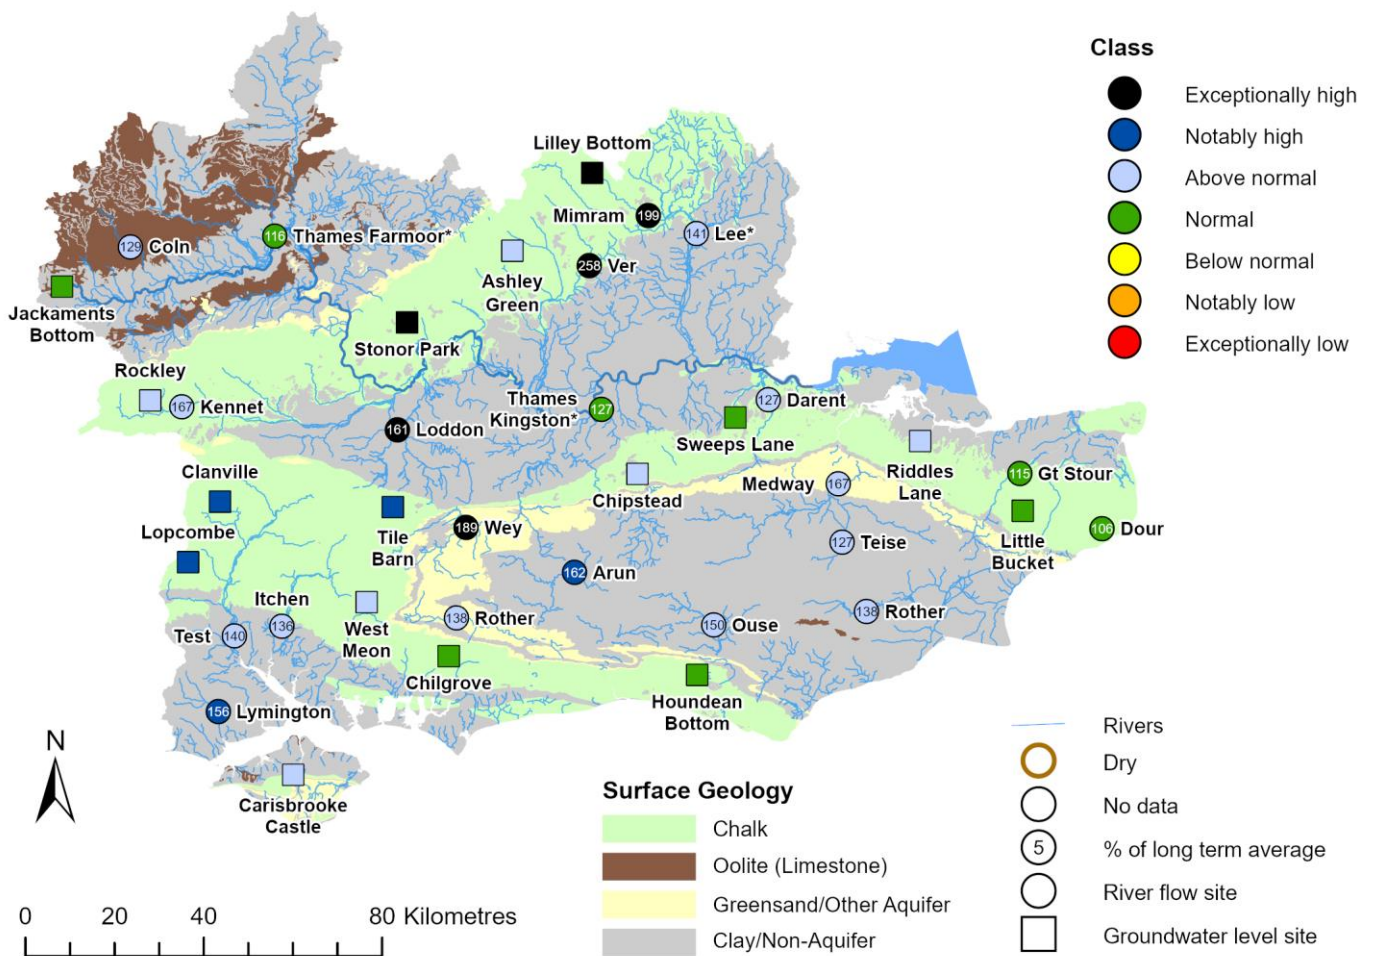 Class
Exceptionally high
Notably high
Above normal
Normal
Below normal
Notably low
Exceptionally low
Lilley Bottom
Mimram
199
Lee*
141
129
Coln
116
Thames Farmoor*
258
Ver
Ashley
Green
Jackaments
Bottom
Stonor Park
Rockley
167
Kennet
Thames
Kingston*
127
127
Darent
161
Loddon
Sweeps Lane
Clanville
Chipstead
Medway
167
Riddles
Lane
115
Gt Stour
Lopcombe
Tile
Barn
189
Wey
127
Teise
Little
Bucket
106
Dour
162
Arun
Itchen
136
Test
140
West
Meon
138
Rother
150
Ouse
138
Rother
Chilgrove
Houndean
Bottom
156
Lymington
N
Carisbrooke
Castle
Surface Geology
Chalk
Oolite (Limestone)
Greensand/Other Aquifer
Clay/Non-Aquifer
Rivers
Dry
No data
5
% of long term average
River flow site
Groundwater level site
0 20 40 80 Kilometres